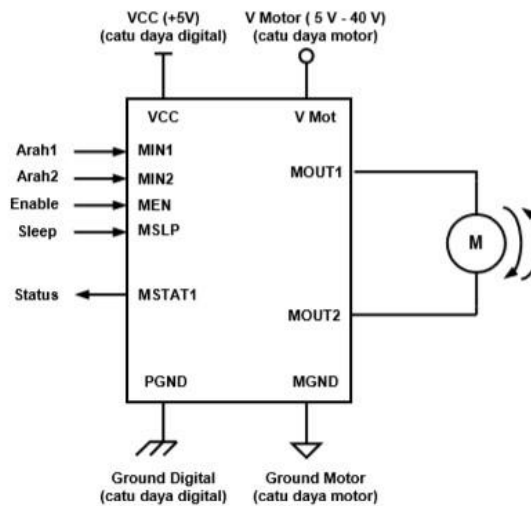 VCC (+5V)
(catu daya digital)
V Motor ( 5 V - 40 V)
(catu daya motor)
VCC
V Mot
Arah1
MIN1
Arah2
MIN2
Enable
MEN
Sleep
MSLP
Status
MSTAT1
MOUT1
M
MOUT2
PGND
MGND
Ground Digital
(catu daya digital)
Ground Motor
(catu daya motor)